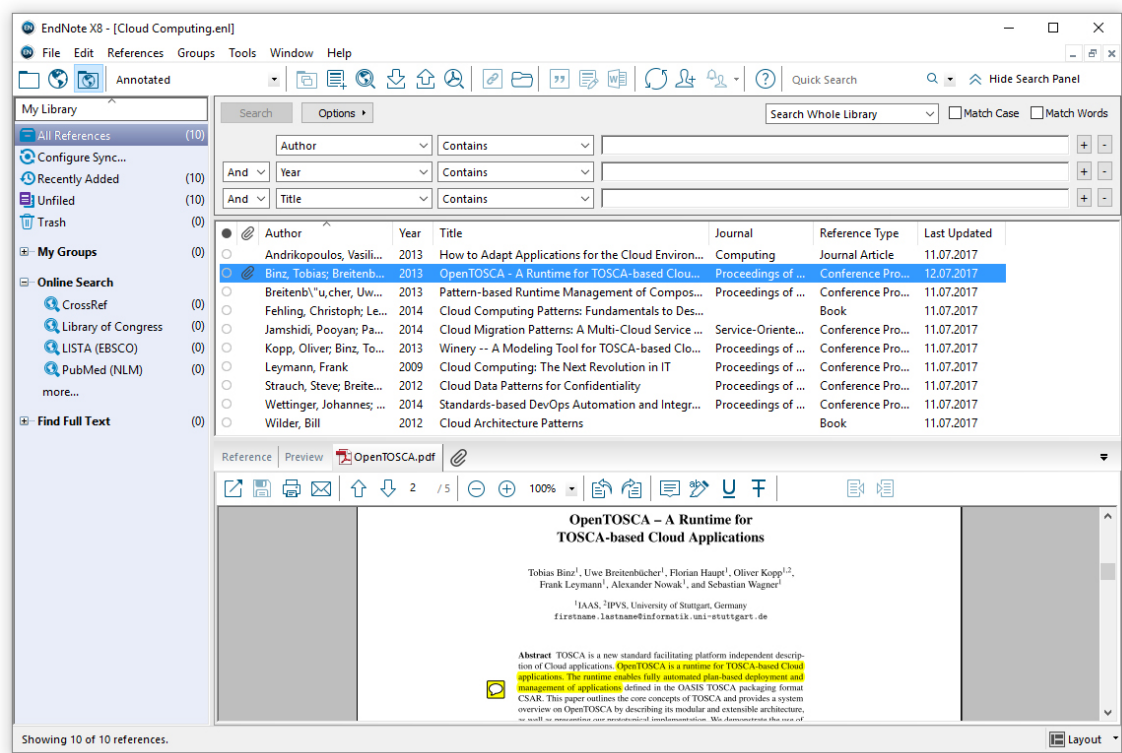 EndNote X8 - [Cloud Computing.enl]
File Edit References Groups Tools Window Help
Annotated Quick Search Hide Search Panel
My Library
All References (10)
Configure Sync...
Recently Added (10)
Unfiled (10)
Trash (0)
My Groups (0)
Online Search
CrossRef (0)
Library of Congress (0)
LISTA (EBSCO) (0)
PubMed (NLM) (0)
more...
Find Full Text (0)
Search Options Search Whole Library Match Case Match Words
Author Contains + -
And Year Contains + -
And Title Contains + -
Author Year Title Journal Reference Type Last Updated
Andrikopoulos, Vasili... 2013 How to Adapt Applications for the Cloud Environ... Computing Journal Article 11.07.2017
Binz, Tobias; Breitenb... 2013 OpenTOSCA - A Runtime for TOSCA-based Clou... Proceedings of ... Conference Pro... 12.07.2017
Breitenb\"u,cher, Uw... 2013 Pattern-based Runtime Management of Compos... Proceedings of ... Conference Pro... 11.07.2017
Fehling, Christoph; Le... 2014 Cloud Computing Patterns: Fundamentals to Des... Book 11.07.2017
Jamshidi, Pooyan; Pa... 2014 Cloud Migration Patterns: A Multi-Cloud Service ... Service-Oriente... Conference Pro... 11.07.2017
Kopp, Oliver; Binz, To... 2013 Winery -- A Modeling Tool for TOSCA-based Clo... Proceedings of ... Conference Pro... 11.07.2017
Leymann, Frank 2009 Cloud Computing: The Next Revolution in IT Proceedings of ... Conference Pro... 11.07.2017
Strauch, Steve; Breite... 2012 Cloud Data Patterns for Confidentiality Proceedings of ... Conference Pro... 11.07.2017
Wettinger, Johannes; ... 2014 Standards-based DevOps Automation and Integr... Proceedings of ... Conference Pro... 11.07.2017
Wilder, Bill 2012 Cloud Architecture Patterns Book 11.07.2017
Reference Preview OpenTOSCA.pdf
2 / 5 100%
OpenTOSCA – A Runtime for
TOSCA-based Cloud Applications
Tobias Binz1, Uwe Breitenbücher1, Florian Haupt1, Oliver Kopp1,2,
Frank Leymann1, Alexander Nowak1, and Sebastian Wagner1
1IAAS, 2IPVS, University of Stuttgart, Germany
firstname.lastname@informatik.uni-stuttgart.de
Abstract TOSCA is a new standard facilitating platform independent descrip-
tion of Cloud applications. OpenTOSCA is a runtime for TOSCA-based Cloud
applications. The runtime enables fully automated plan-based deployment and
management of applications defined in the OASIS TOSCA packaging format
CSAR. This paper outlines the core concepts of TOSCA and provides a system
overview on OpenTOSCA by describing its modular and extensible architecture,
as well as presenting our prototypical implementation. We demonstrate the use of
Showing 10 of 10 references. Layout